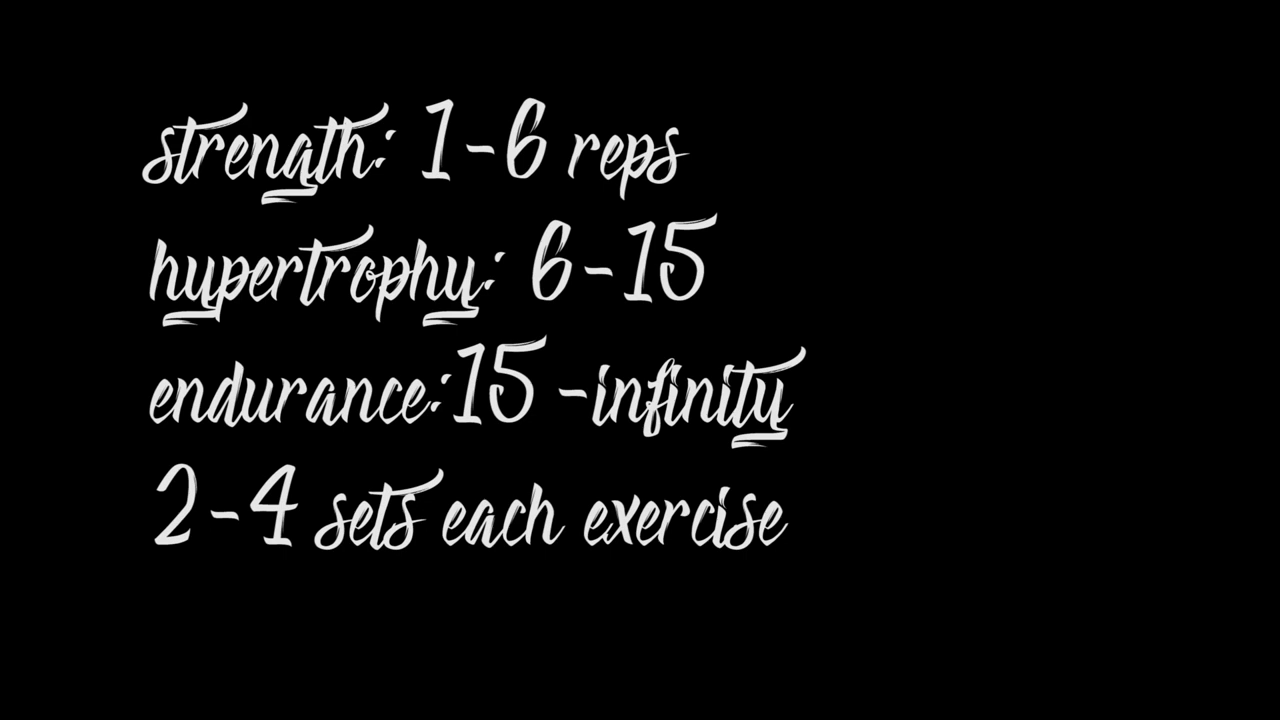 strength: 1-6 reps
hypertrophy: 6-15
endurance:15 -infinity
2-4 sets each exercise